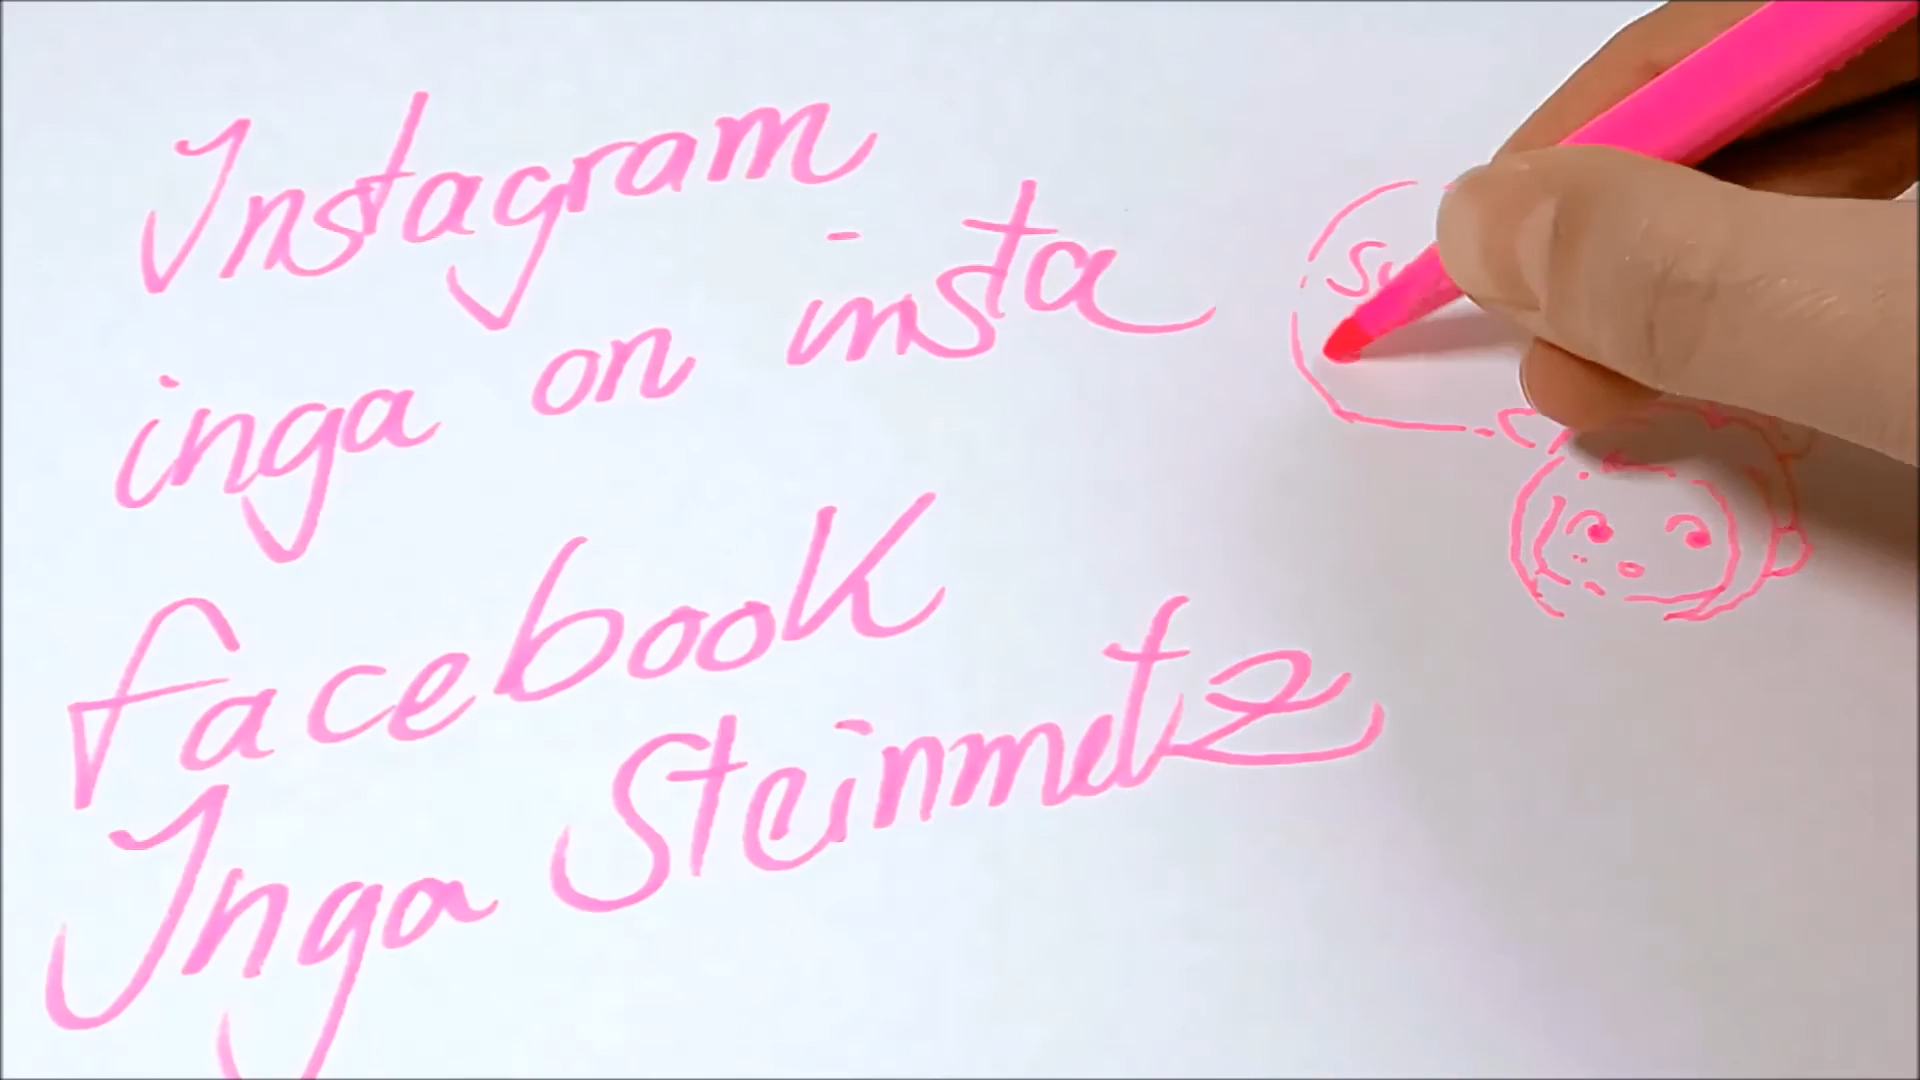 Instagram
inga on insta
facebook
Inga Steinmetz